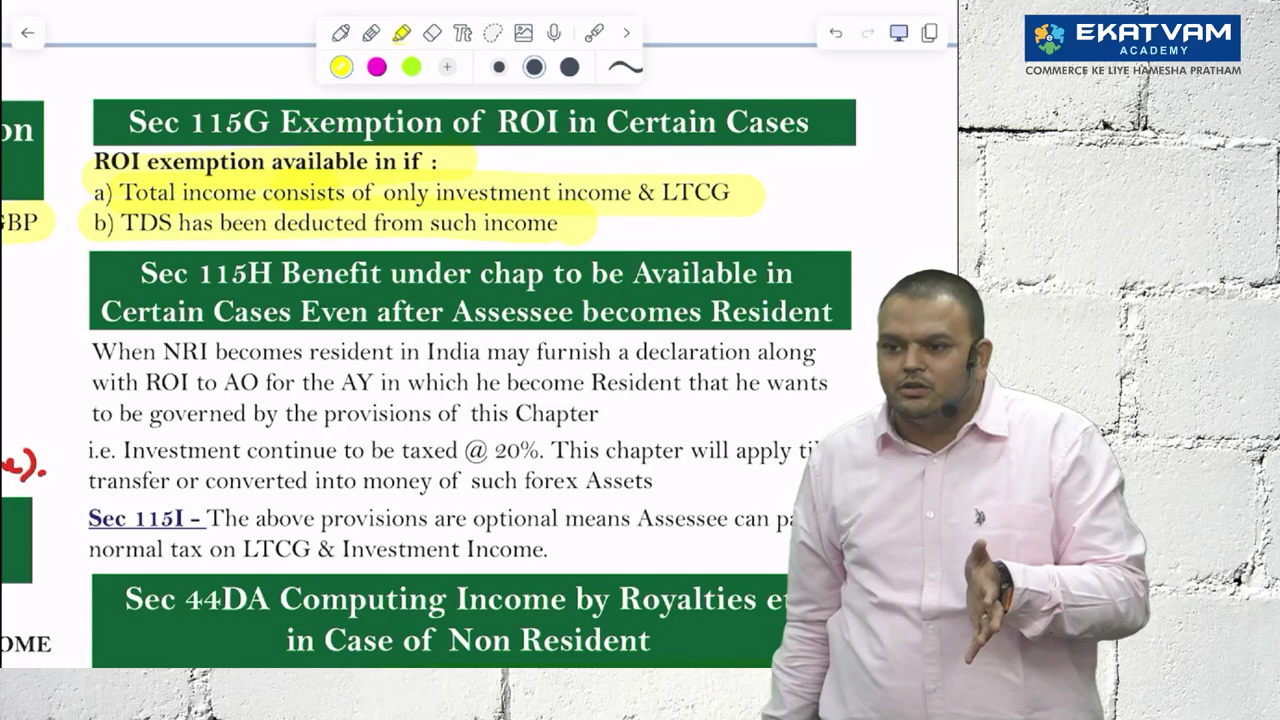 EKATVAM
ACADEMY
COMMERCE KE LIYE HAMESHA PRATHAM
Tt
on
Sec 115G Exemption of ROI in Certain Cases
ROI exemption available in if :
a) Total income consists of only investment income & LTCG
GBP
b) TDS has been deducted from such income
Sec 115H Benefit under chap to be Available in
Certain Cases Even after Assessee becomes Resident
When NRI becomes resident in India may furnish a declaration along
with ROI to AO for the AY in which he become Resident that he wants
to be governed by the provisions of this Chapter
i.e. Investment continue to be taxed @ 20%. This chapter will apply ti
transfer or converted into money of such forex Assets
Sec 115I - The above provisions are optional means Assessee can pa
normal tax on LTCG & Investment Income.
Sec 44DA Computing Income by Royalties et
in Case of Non Resident
OME